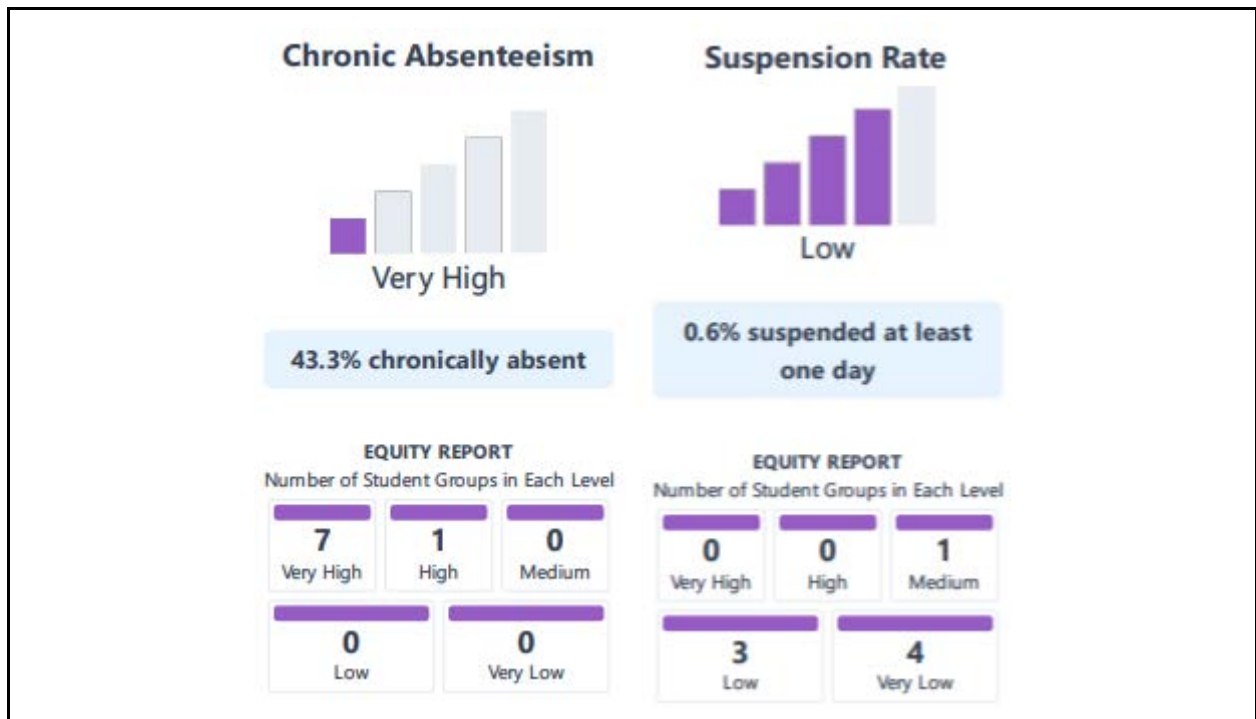 Chronic Absenteeism
Very High
43.3% chronically absent
EQUITY REPORT
Number of Student Groups in Each Level
7
Very High
1
High
0
Medium
0
Low
0
Very Low
Suspension Rate
Low
0.6% suspended at least
one day
EQUITY REPORT
Number of Student Groups in Each Level
0
Very High
0
High
1
Medium
3
Low
4
Very Low